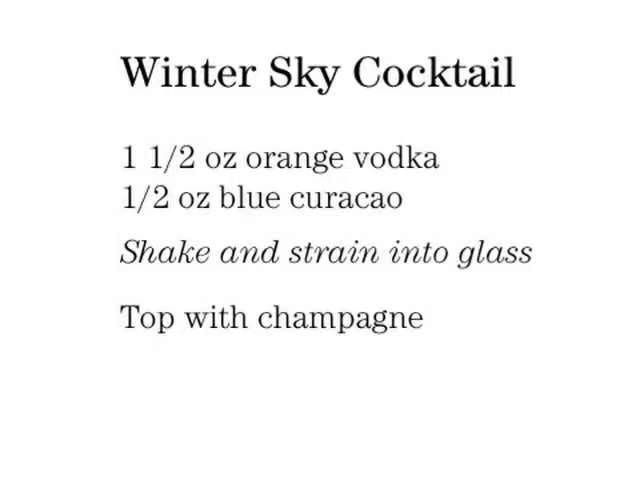 Winter Sky Cocktail
1 1/2 oz orange vodka
1/2 oz blue curacao
Shake and strain into glass
Top with champagne